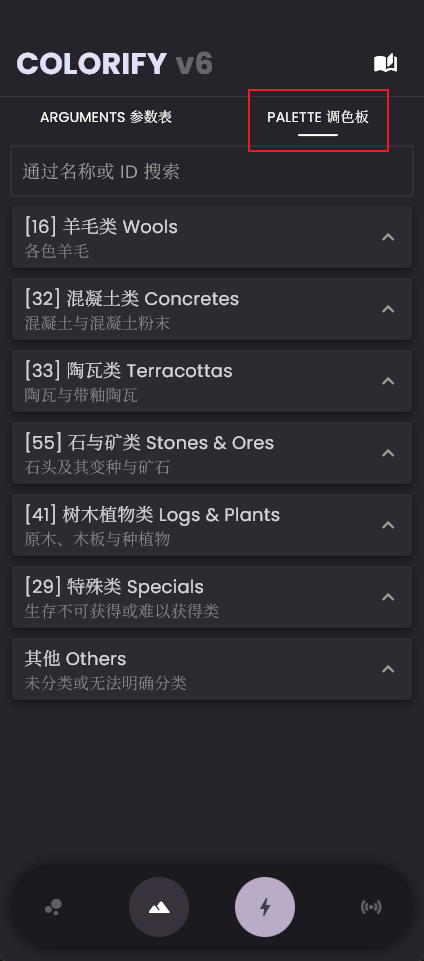 COLORIFY v6
ARGUMENTS 参数表
PALETTE 调色板
通过名称或 ID 搜索
[16] 羊毛类 Wools
各色羊毛
[32] 混凝土类 Concretes
混凝土与混凝土粉末
[33] 陶瓦类 Terracottas
陶瓦与带釉陶瓦
[55] 石与矿类 Stones & Ores
石头及其变种与矿石
[41] 树木植物类 Logs & Plants
原木、木板与种植物
[29] 特殊类 Specials
生存不可获得或难以获得类
其他 Others
未分类或无法明确分类